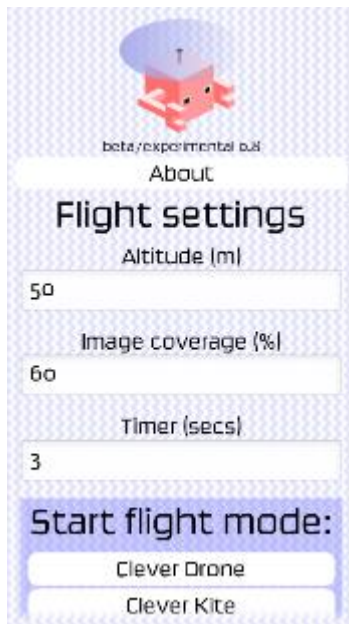 beta/experimental 0.8
About
Flight settings
Altitude (m)
50
Image coverage (%)
60
Timer (secs)
3
Start flight mode:
Clever Drone
Clever Kite